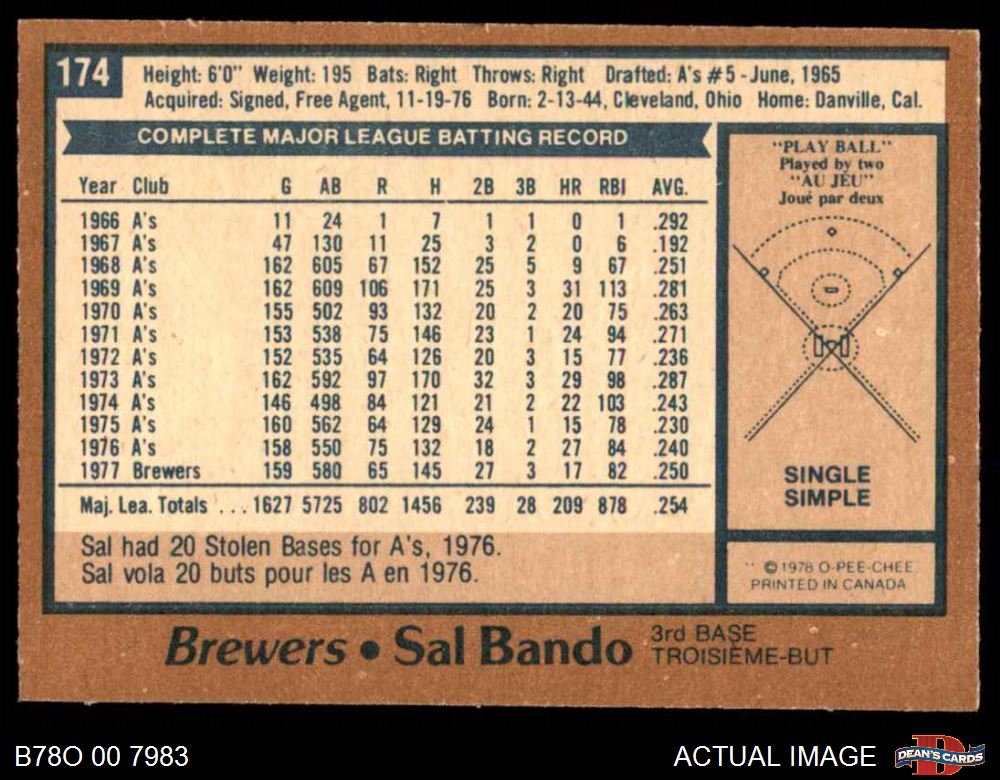 174
Height: 6'0" Weight: 195 Bats: Right Throws: Right Drafted: A's #5 - June, 1965
Acquired: Signed, Free Agent, 11-19-76 Born: 2-13-44, Cleveland, Ohio Home: Danville, Cal.
COMPLETE MAJOR LEAGUE BATTING RECORD
Year Club G AB R H 2B 3B HR RBI AVG.
1966 A's 11 24 1 7 1 1 0 1 .292
1967 A's 47 130 11 25 3 2 0 6 .192
1968 A's 162 605 67 152 25 5 9 67 .251
1969 A's 162 609 106 171 25 3 31 113 .281
1970 A's 155 502 93 132 20 2 20 75 .263
1971 A's 153 538 75 146 23 1 24 94 .271
1972 A's 152 535 64 126 20 3 15 77 .236
1973 A's 162 592 97 170 32 3 29 98 .287
1974 A's 146 498 84 121 21 2 22 103 .243
1975 A's 160 562 64 129 24 1 15 78 .230
1976 A's 158 550 75 132 18 2 27 84 .240
1977 Brewers 159 580 65 145 27 3 17 82 .250
Maj. Lea. Totals ... 1627 5725 802 1456 239 28 209 878 .254
Sal had 20 Stolen Bases for A's, 1976.
Sal vola 20 buts pour les A en 1976.
"PLAY BALL"
Played by two
"AU JEU"
Joué par deux
SINGLE
SIMPLE
© 1978 O-PEE-CHEE
PRINTED IN CANADA
Brewers • Sal Bando 3rd BASE
TROISIÈME-BUT
B78O 00 7983
ACTUAL IMAGE
DEAN'S CARDS